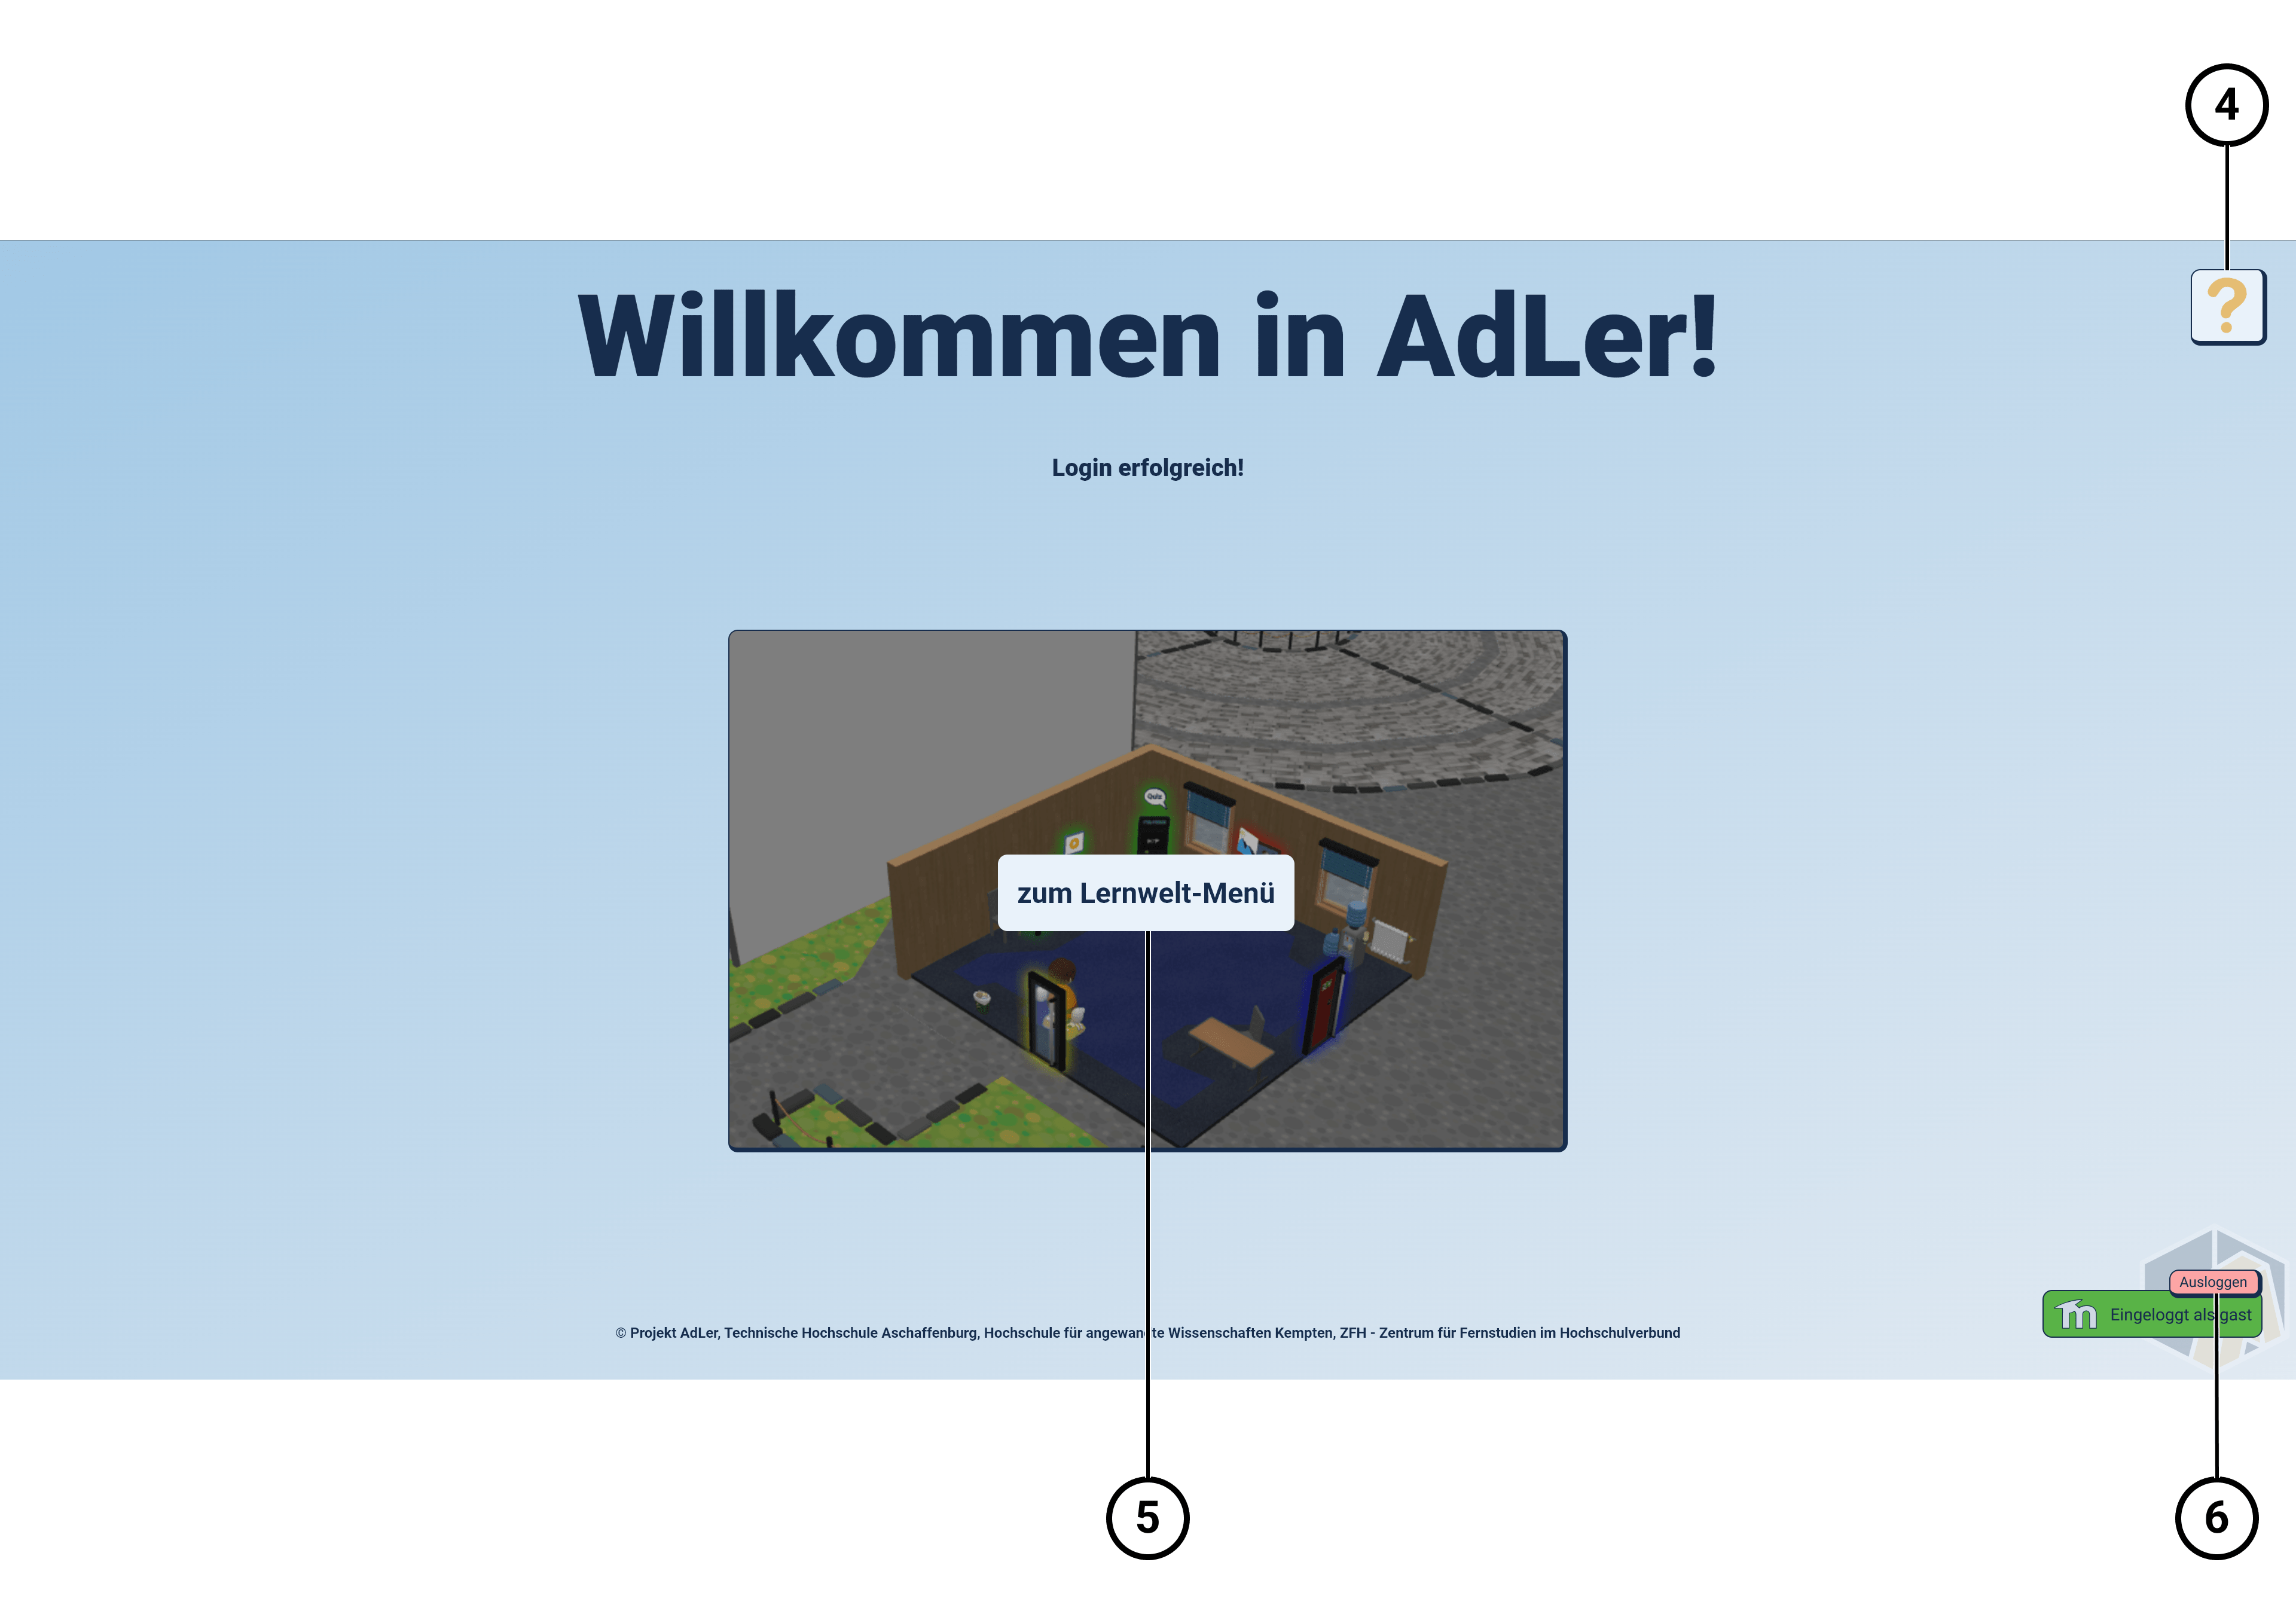 4
Willkommen in AdLer!
?
Login erfolgreich!
Quiz
zum Lernwelt-Menü
Ausloggen
m Eingeloggt als gast
© Projekt AdLer, Technische Hochschule Aschaffenburg, Hochschule für angewandte Wissenschaften Kempten, ZFH - Zentrum für Fernstudien im Hochschulverbund
5
6